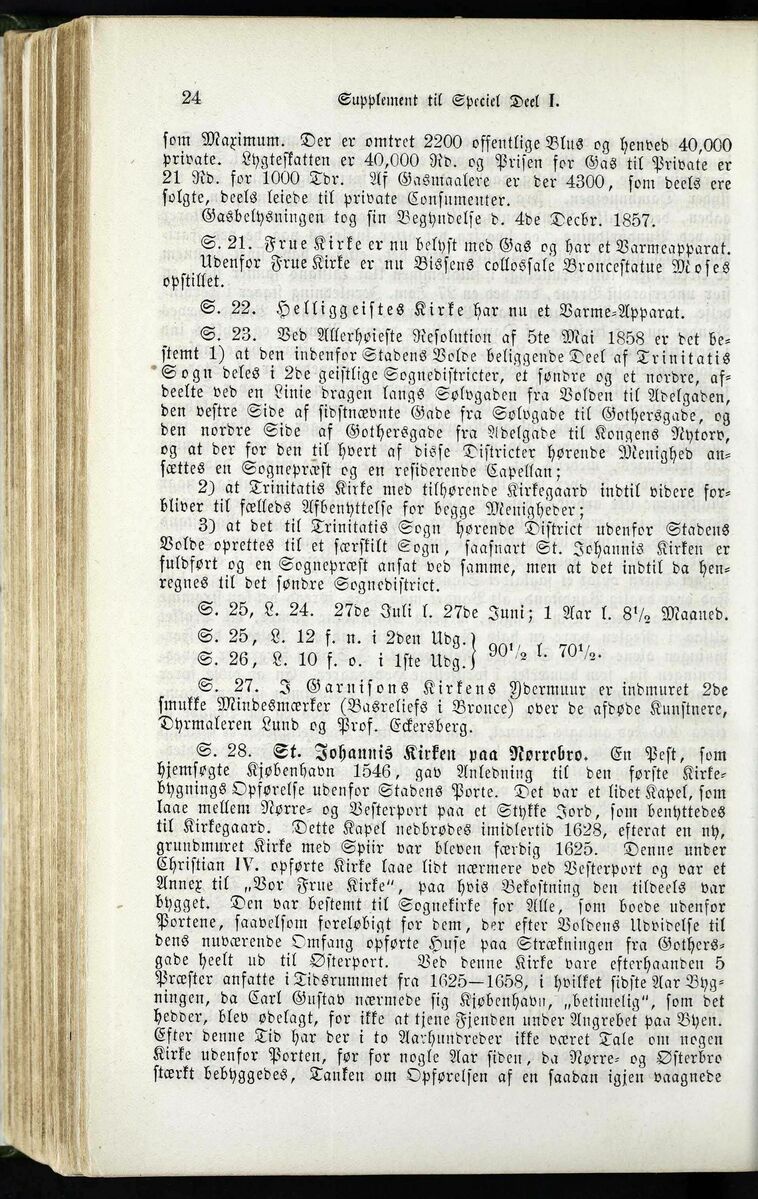 24 Supplement til Speciel Deel I.
som Maximum. Der er omtret 2200 offentlige Blus og henved 40,000
private. Lygteskatten er 40,000 Rd. og Prisen for Gas til Private er
21 Rd. for 1000 Tdr. Af Gasmaalere er der 4300, som deels ere
solgte, deels leiede til private Consumenter.
Gasbelysningen tog sin Begyndelse d. 4de Decbr. 1857.
S. 21. Frue Kirke er nu belyst med Gas og har et Varmeapparat.
Udenfor Frue Kirke er nu Bissens collossale Broncestatue Moses
opstillet.
S. 22. Helliggeistes Kirke har nu et Varme-Apparat.
S. 23. Ved Allerhøieste Resolution af 5te Mai 1858 er det be-
stemt 1) at den indenfor Stadens Volde beliggende Deel af Trinitatis
Sogn deles i 2de geistlige Sognedistricter, et søndre og et nordre, af-
deelte ved en Linie dragen langs Sølvgaden fra Volden til Adelgaden,
den vestre Side af sidstnævnte Gade fra Sølvgade til Gothersgade, og
den nordre Side af Gothersgade fra Adelgade til Kongens Nytorv,
og at der for den til hvert af disse Districter hørende Menighed an-
sættes en Sognepræst og en residerende Capellan;
2) at Trinitatis Kirke med tilhørende Kirkegaard indtil videre for-
bliver til fælleds Afbenyttelse for begge Menigheder;
3) at det til Trinitatis Sogn hørende District udenfor Stadens
Volde oprettes til et særskilt Sogn, saasnart St. Johannis Kirken er
fuldført og en Sognepræst ansat ved samme, men at det indtil da hen-
regnes til det søndre Sognedistrict.
S. 25, L. 24. 27de Juli l. 27de Juni; 1 Aar l. 8½ Maaned.
S. 25, L. 12 f. n. i 2den Udg.
S. 26, L. 10 f. o. i 1ste Udg. } 90½ l. 70½.
S. 27. I Garnisons Kirkens Ydermuur er indmuret 2de
smukke Mindesmærker (Basreliefs i Bronce) over de afdøde Kunstnere,
Dyrmaleren Lund og Prof. Eckersberg.
S. 28. St. Johannis Kirken paa Nørrebro. En Pest, som
hjemsøgte Kjøbenhavn 1546, gav Anledning til den første Kirke-
bygnings Opførelse udenfor Stadens Porte. Det var et lidet Kapel, som
laae mellem Nørre- og Vesterport paa et Stykke Jord, som benyttedes
til Kirkegaard. Dette Kapel nedbrødes imidlertid 1628, efterat en ny,
grundmuret Kirke med Spiir var bleven færdig 1625. Denne under
Christian IV. opførte Kirke laae lidt nærmere ved Vesterport og var et
Annex til „Vor Frue Kirke“, paa hvis Bekostning den tildeels var
bygget. Den var bestemt til Sognekirke for Alle, som boede udenfor
Portene, saavelsom foreløbigt for dem, der efter Voldens Udvidelse til
dens nuværende Omfang opførte Huse paa Strækningen fra Gothers-
gade heelt ud til Østerport. Ved denne Kirke vare efterhaanden 5
Præster ansatte i Tidsrummet fra 1625—1658, i hvilket sidste Aar Byg-
ningen, da Carl Gustav nærmede sig Kjøbenhavn, „betimelig“, som det
hedder, blev ødelagt, for ikke at tjene Fjenden under Angrebet paa Byen.
Efter denne Tid har der i to Aarhundreder ikke været Tale om nogen
Kirke udenfor Porten, før for nogle Aar siden, da Nørre- og Østerbro
stærkt bebyggedes, Tanken om Opførelsen af en saadan igjen vaagnede